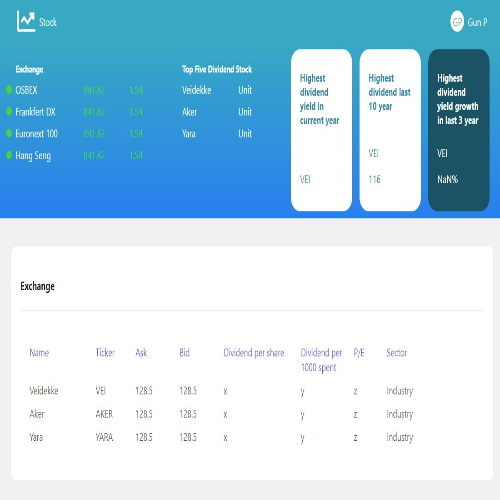 Stock
GP Gun P
Exchange
OSBEX 841.42 1.54
Frankfert DX 841.42 1.54
Euronext 100 841.42 1.54
Hang Seng 841.42 1.54
Top Five Dividend Stock
Veidekke Unit
Aker Unit
Yara Unit
Highest
dividend
yield in
current year
VEI
Highest
dividend last
10 year
VEI
116
Highest
dividend
yield growth
in last 3 year
VEI
NaN%
Exchange
Name Ticker Ask Bid Dividend per share Dividend per 1000 spent P/E Sector
Veidekke VEI 128.5 128.5 x y z Industry
Aker AKER 128.5 128.5 x y z Industry
Yara YARA 128.5 128.5 x y z Industry